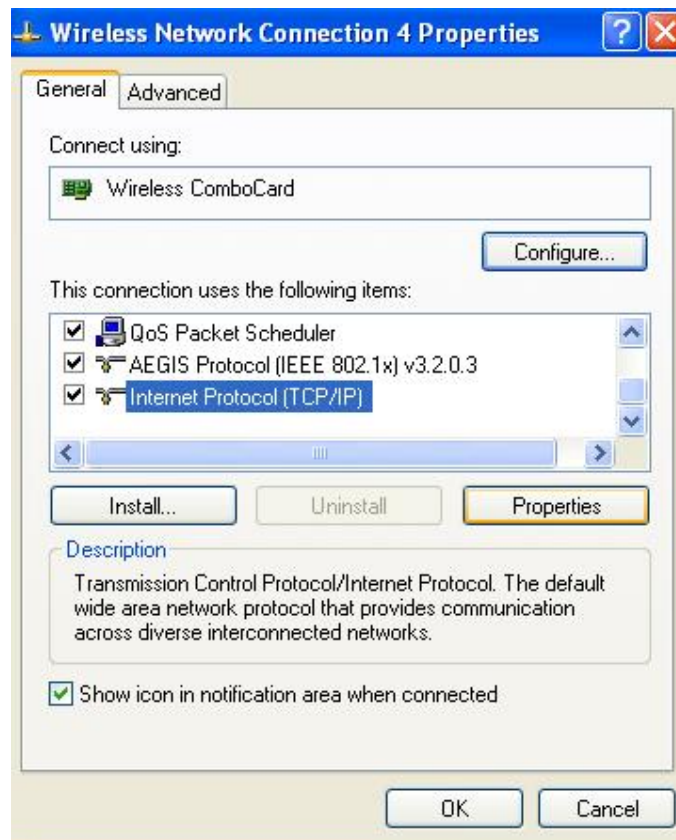 Wireless Network Connection 4 Properties
General Advanced
Connect using:
Wireless ComboCard
Configure...
This connection uses the following items:
QoS Packet Scheduler
AEGIS Protocol (IEEE 802.1x) v3.2.0.3
Internet Protocol (TCP/IP)
Install... Uninstall Properties
Description
Transmission Control Protocol/Internet Protocol. The default
wide area network protocol that provides communication
across diverse interconnected networks.
Show icon in notification area when connected
OK Cancel